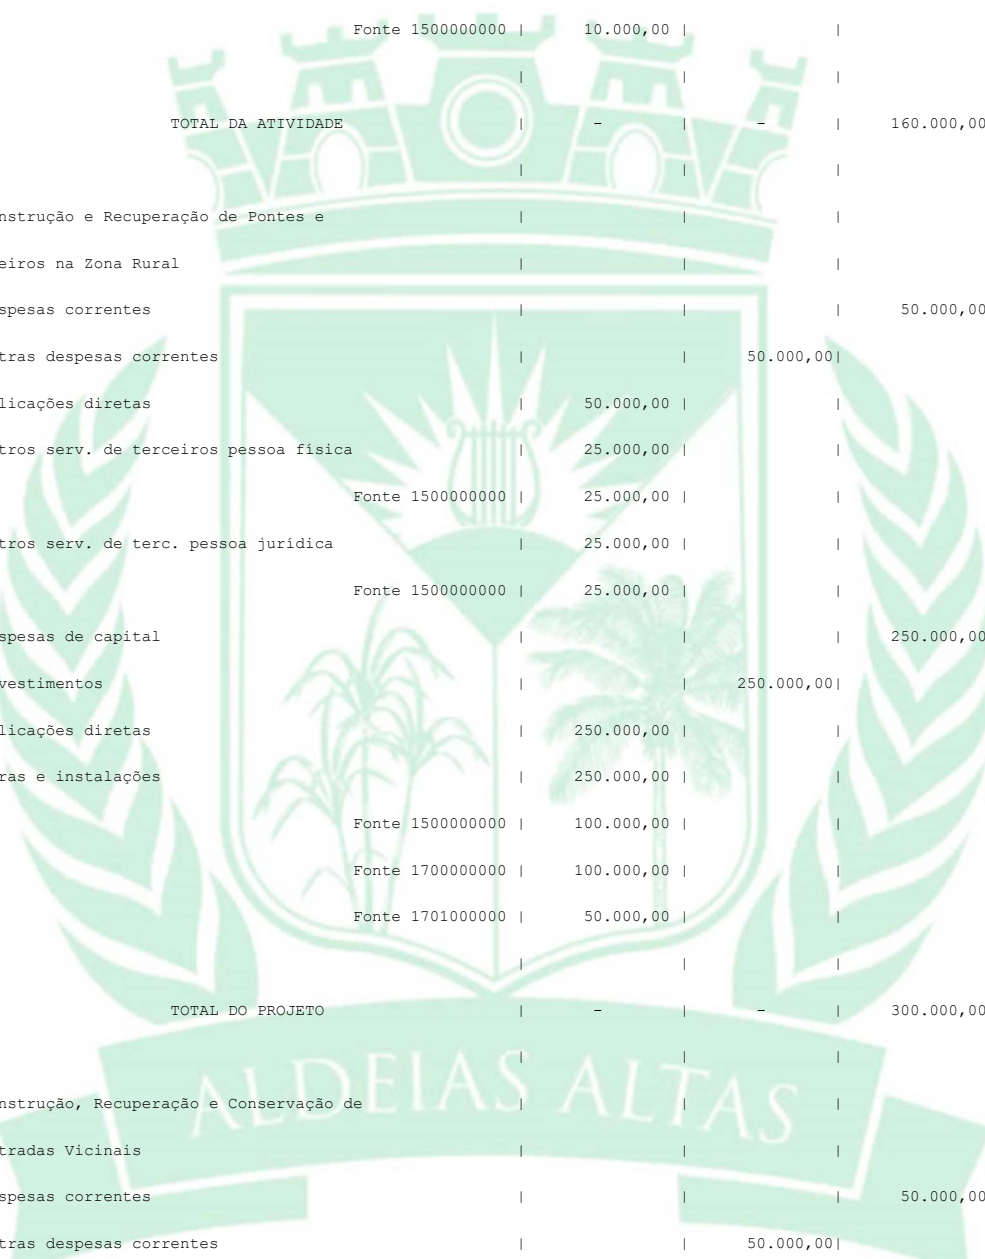 Fonte 1500000000 | 10.000,00 | |
| | |
TOTAL DA ATIVIDADE | - | - | 160.000,00
| | |
nstrução e Recuperação de Pontes e | | |
eiros na Zona Rural | | |
spesas correntes | | | 50.000,00
tras despesas correntes | | 50.000,00|
licações diretas | 50.000,00 | |
tros serv. de terceiros pessoa física | 25.000,00 | |
Fonte 1500000000 | 25.000,00 | |
tros serv. de terc. pessoa jurídica | 25.000,00 | |
Fonte 1500000000 | 25.000,00 | |
spesas de capital | | | 250.000,00
vestimentos | | 250.000,00|
licações diretas | 250.000,00 | |
ras e instalações | 250.000,00 | |
Fonte 1500000000 | 100.000,00 | |
Fonte 1700000000 | 100.000,00 | |
Fonte 1701000000 | 50.000,00 | |
| | |
TOTAL DO PROJETO | - | - | 300.000,00
| | |
ALDEIAS ALTAS
nstrução, Recuperação e Conservação de | | |
tradas Vicinais | | |
spesas correntes | | | 50.000,00
tras despesas correntes | | 50.000,00|